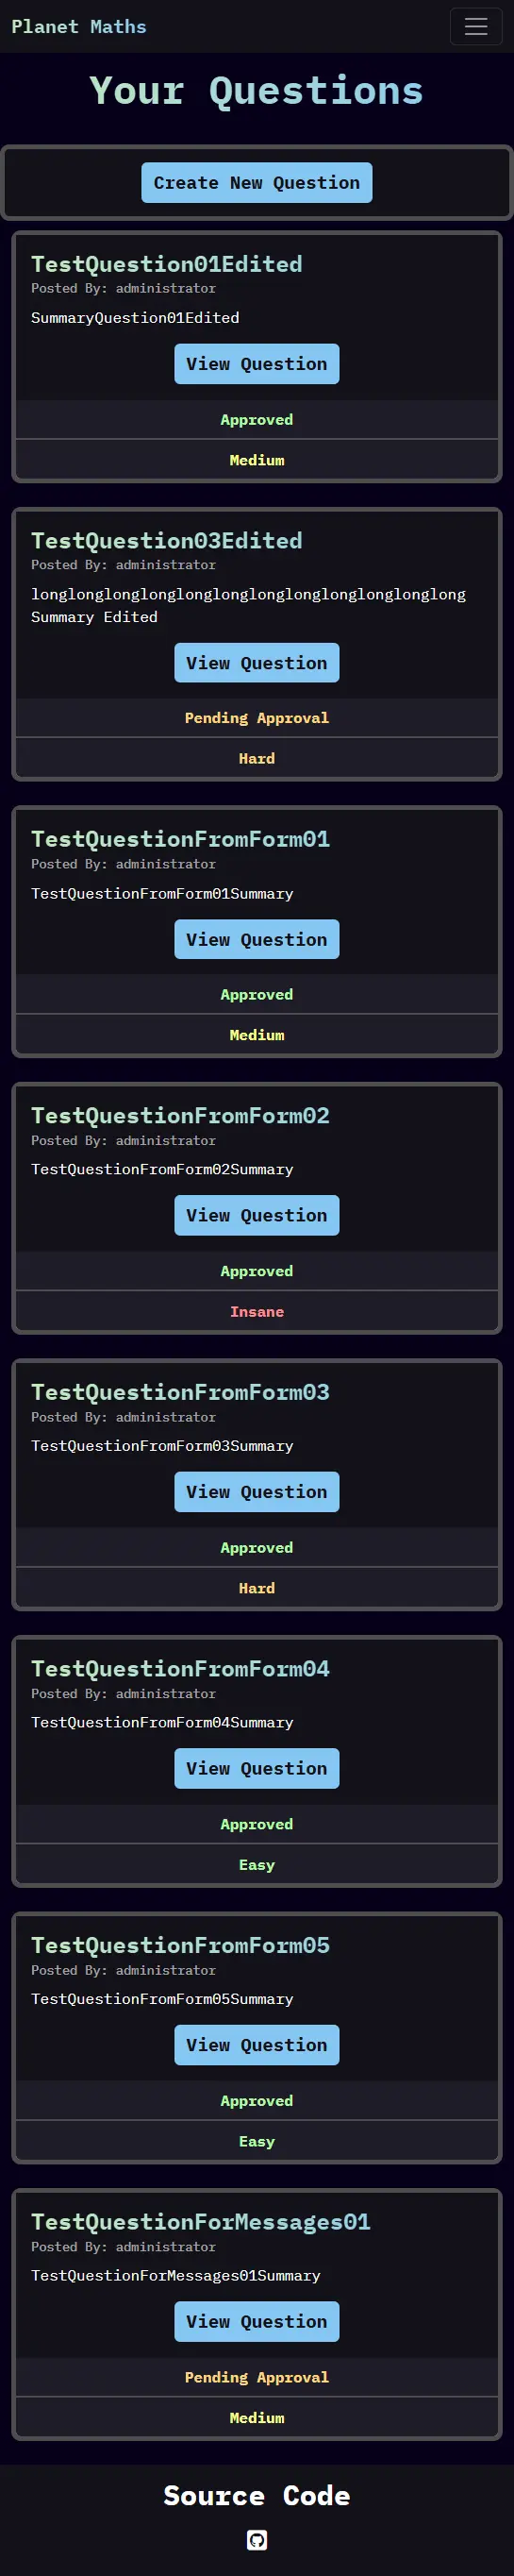 Planet Maths
Your Questions
Create New Question
TestQuestion01Edited
Posted By: administrator
SummaryQuestion01Edited
View Question
Approved
Medium
TestQuestion03Edited
Posted By: administrator
longlonglonglonglonglonglonglonglonglonglonglong
Summary Edited
View Question
Pending Approval
Hard
TestQuestionFromForm01
Posted By: administrator
TestQuestionFromForm01Summary
View Question
Approved
Medium
TestQuestionFromForm02
Posted By: administrator
TestQuestionFromForm02Summary
View Question
Approved
Insane
TestQuestionFromForm03
Posted By: administrator
TestQuestionFromForm03Summary
View Question
Approved
Hard
TestQuestionFromForm04
Posted By: administrator
TestQuestionFromForm04Summary
View Question
Approved
Easy
TestQuestionFromForm05
Posted By: administrator
TestQuestionFromForm05Summary
View Question
Approved
Easy
TestQuestionForMessages01
Posted By: administrator
TestQuestionForMessages01Summary
View Question
Pending Approval
Medium
Source Code